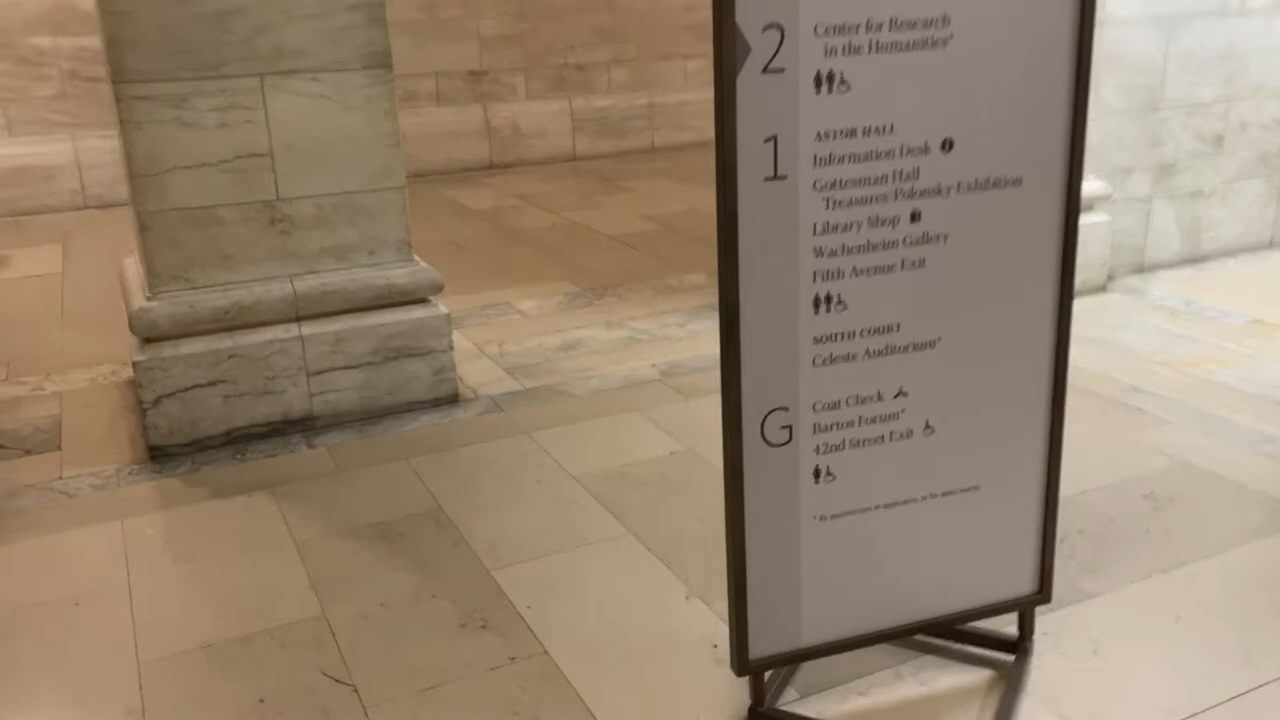 2
Center for Research
in the Humanities*
1
ASTOR HALL
Information Desk
Gottesman Hall
Treasures: Polonsky Exhibition
Library Shop
Wachenheim Gallery
Fifth Avenue Exit
SOUTH COURT
Celeste Auditorium*
G
Coat Check
Bartos Forum*
42nd Street Exit